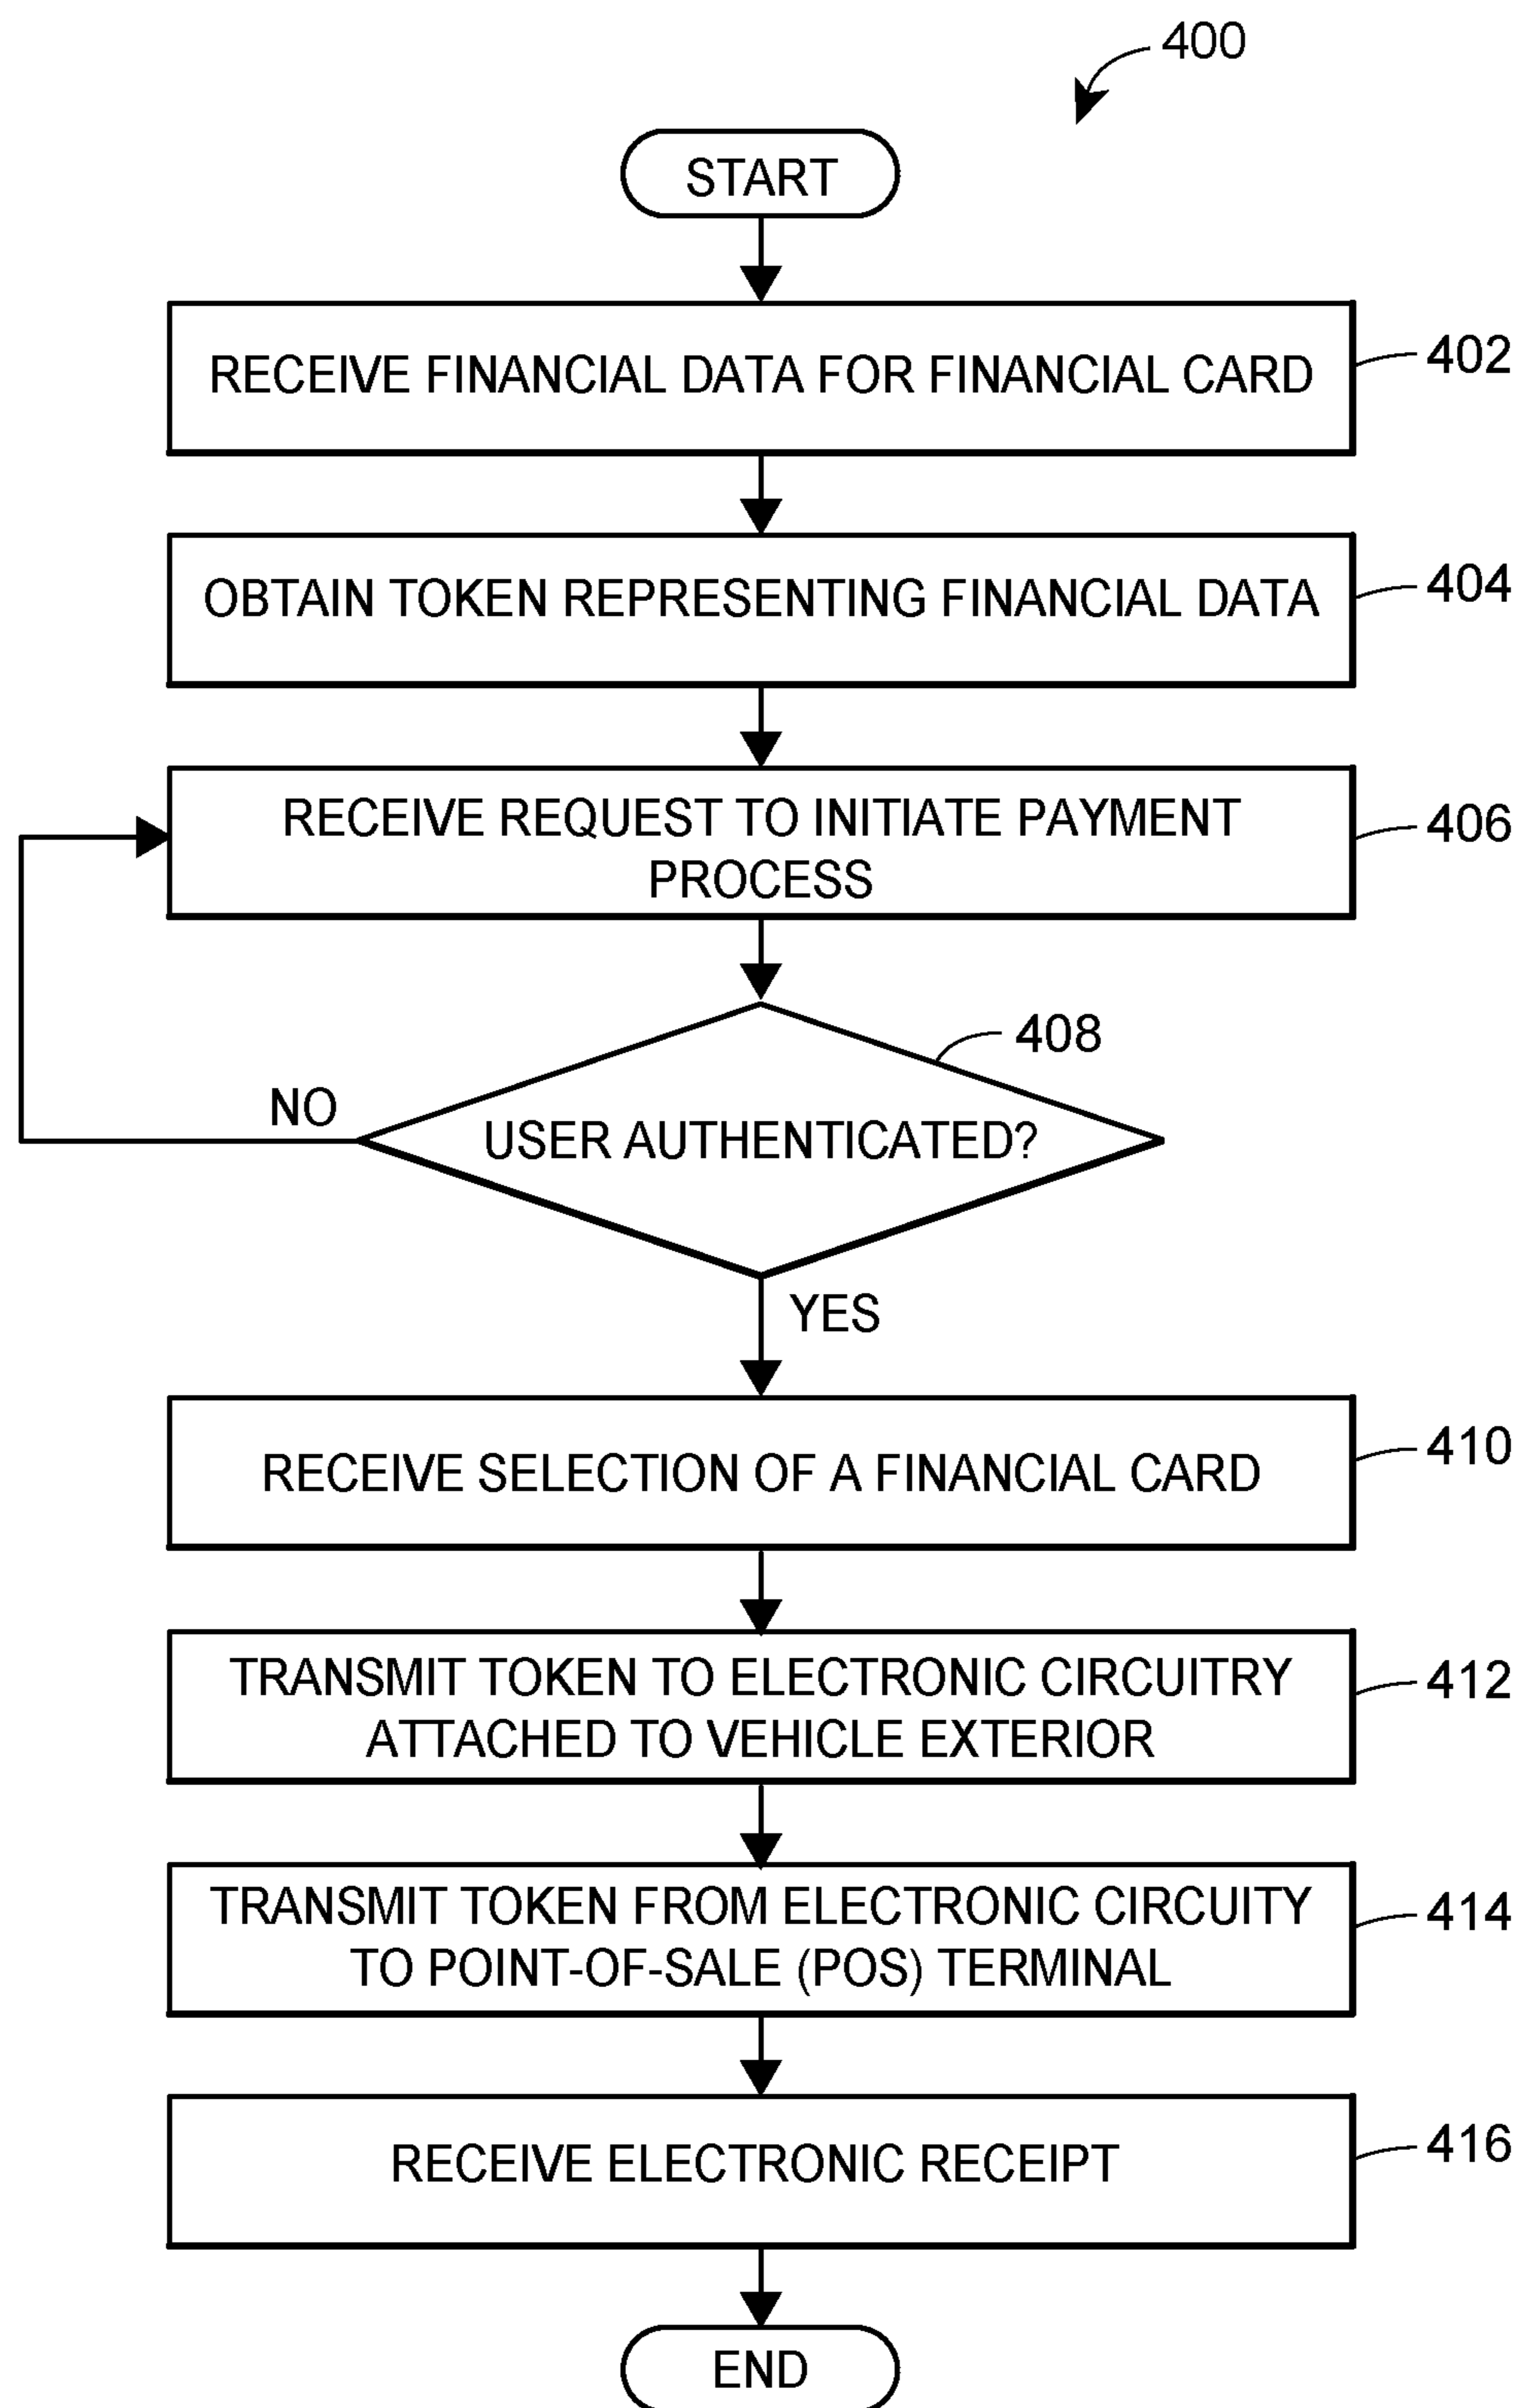 400
START
RECEIVE FINANCIAL DATA FOR FINANCIAL CARD
402
OBTAIN TOKEN REPRESENTING FINANCIAL DATA
404
RECEIVE REQUEST TO INITIATE PAYMENT
PROCESS
406
408
NO
USER AUTHENTICATED?
YES
RECEIVE SELECTION OF A FINANCIAL CARD
410
TRANSMIT TOKEN TO ELECTRONIC CIRCUITRY
ATTACHED TO VEHICLE EXTERIOR
412
TRANSMIT TOKEN FROM ELECTRONIC CIRCUITY
TO POINT-OF-SALE (POS) TERMINAL
414
RECEIVE ELECTRONIC RECEIPT
416
END